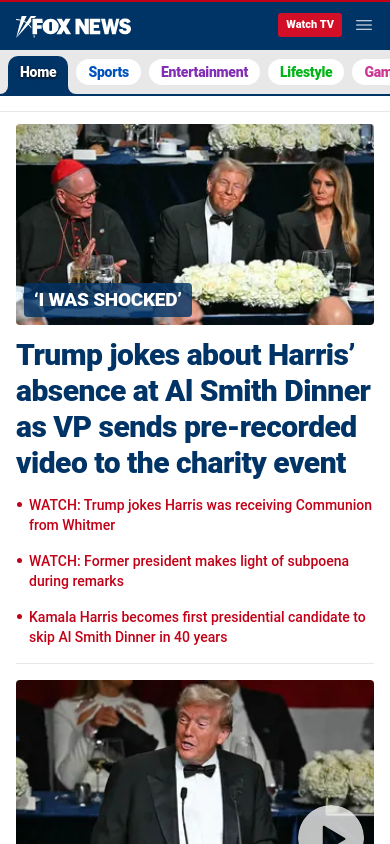 FOX NEWS
Watch TV
Home
Sports
Entertainment
Lifestyle
Gam
‘I WAS SHOCKED’
Trump jokes about Harris’
absence at Al Smith Dinner
as VP sends pre-recorded
video to the charity event
• WATCH: Trump jokes Harris was receiving Communion
from Whitmer
• WATCH: Former president makes light of subpoena
during remarks
• Kamala Harris becomes first presidential candidate to
skip Al Smith Dinner in 40 years